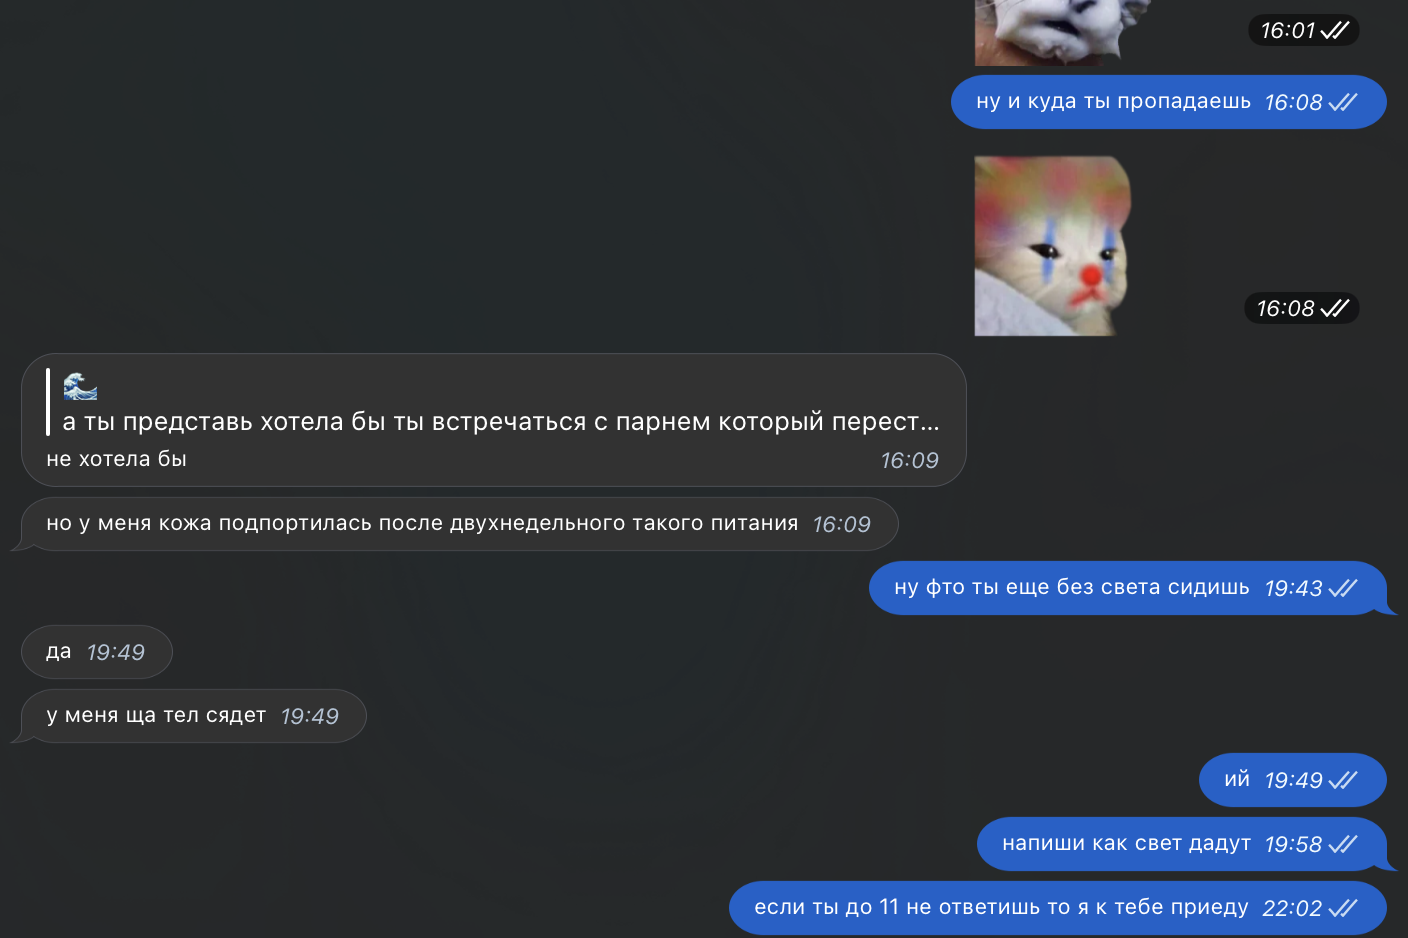 16:01
ну и куда ты пропадаешь 16:08
16:08
🌊
а ты представь хотела бы ты встречаться с парнем который перест...
не хотела бы 16:09
но у меня кожа подпортилась после двухнедельного такого питания 16:09
ну фто ты еще без света сидишь 19:43
да 19:49
у меня ща тел сядет 19:49
ий 19:49
напиши как свет дадут 19:58
если ты до 11 не ответишь то я к тебе приеду 22:02